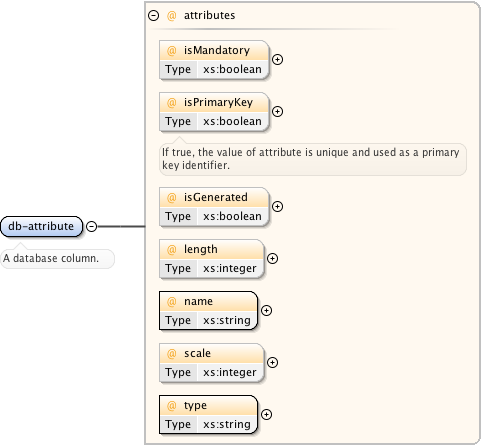 @ attributes
@ isMandatory
Type xs:boolean
@ isPrimaryKey
Type xs:boolean
If true, the value of attribute is unique and used as a primary
key identifier.
@ isGenerated
Type xs:boolean
db-attribute
A database column.
@ length
Type xs:integer
@ name
Type xs:string
@ scale
Type xs:integer
@ type
Type xs:string